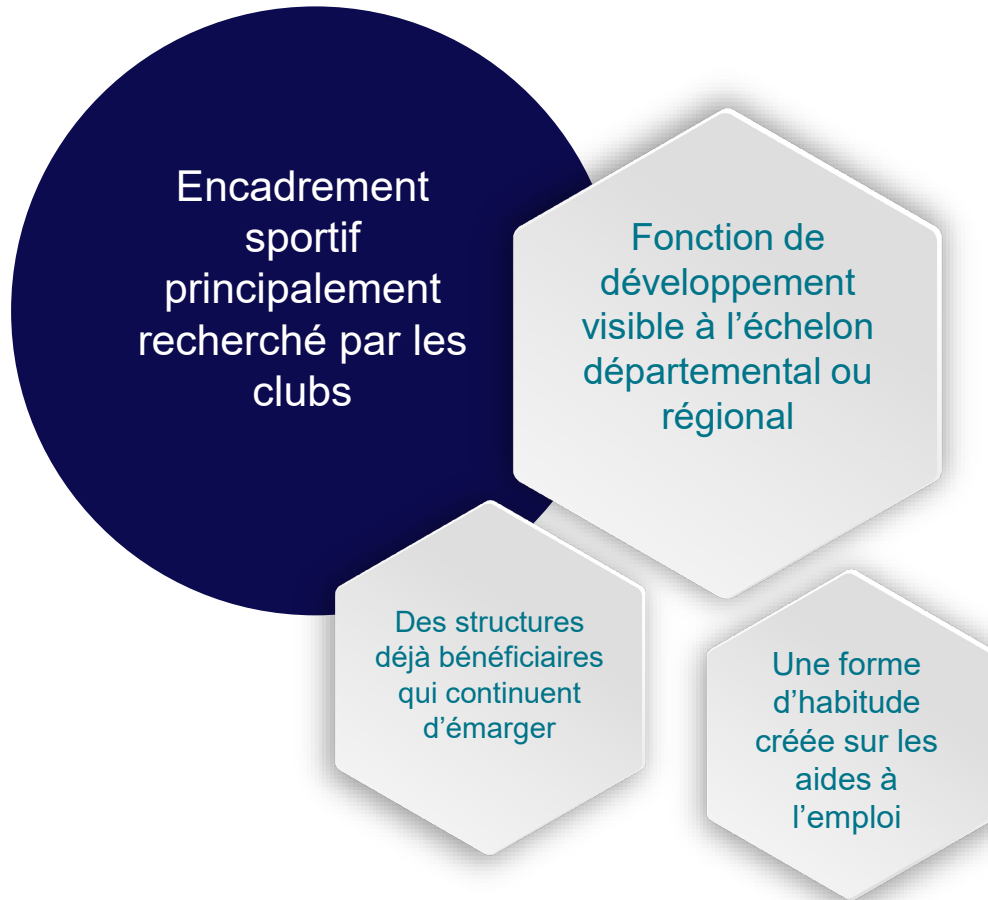 Encadrement
sportif
principalement
recherché par les
clubs
Fonction de
développement
visible à l’échelon
départemental ou
régional
Des structures
déjà bénéficiaires
qui continuent
d’émarger
Une forme
d’habitude
créée sur les
aides à
l’emploi